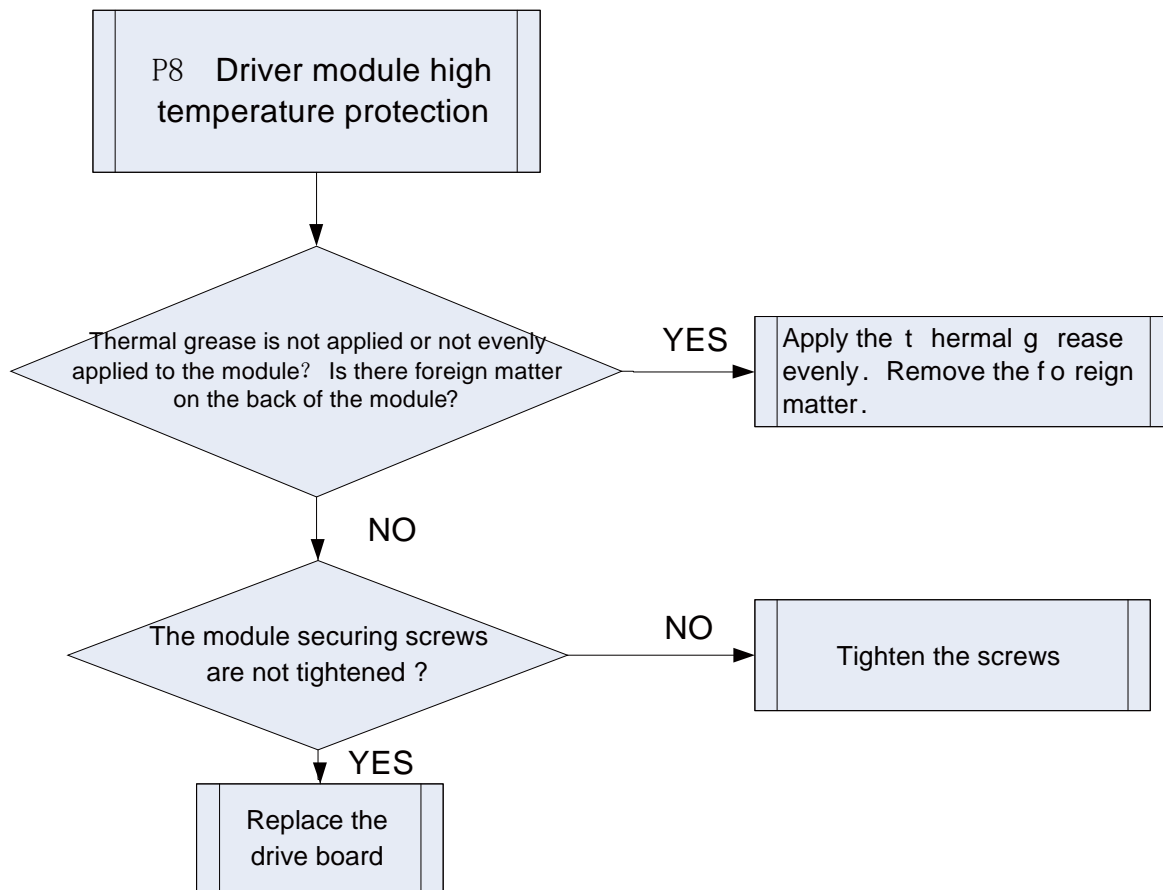 P8 Driver module high
temperature protection
Thermal grease is not applied or not evenly
applied to the module? Is there foreign matter
on the back of the module?
YES
Apply the t hermal g rease
evenly. Remove the f o reign
matter.
NO
The module securing screws
are not tightened ?
NO
Tighten the screws
YES
Replace the
drive board